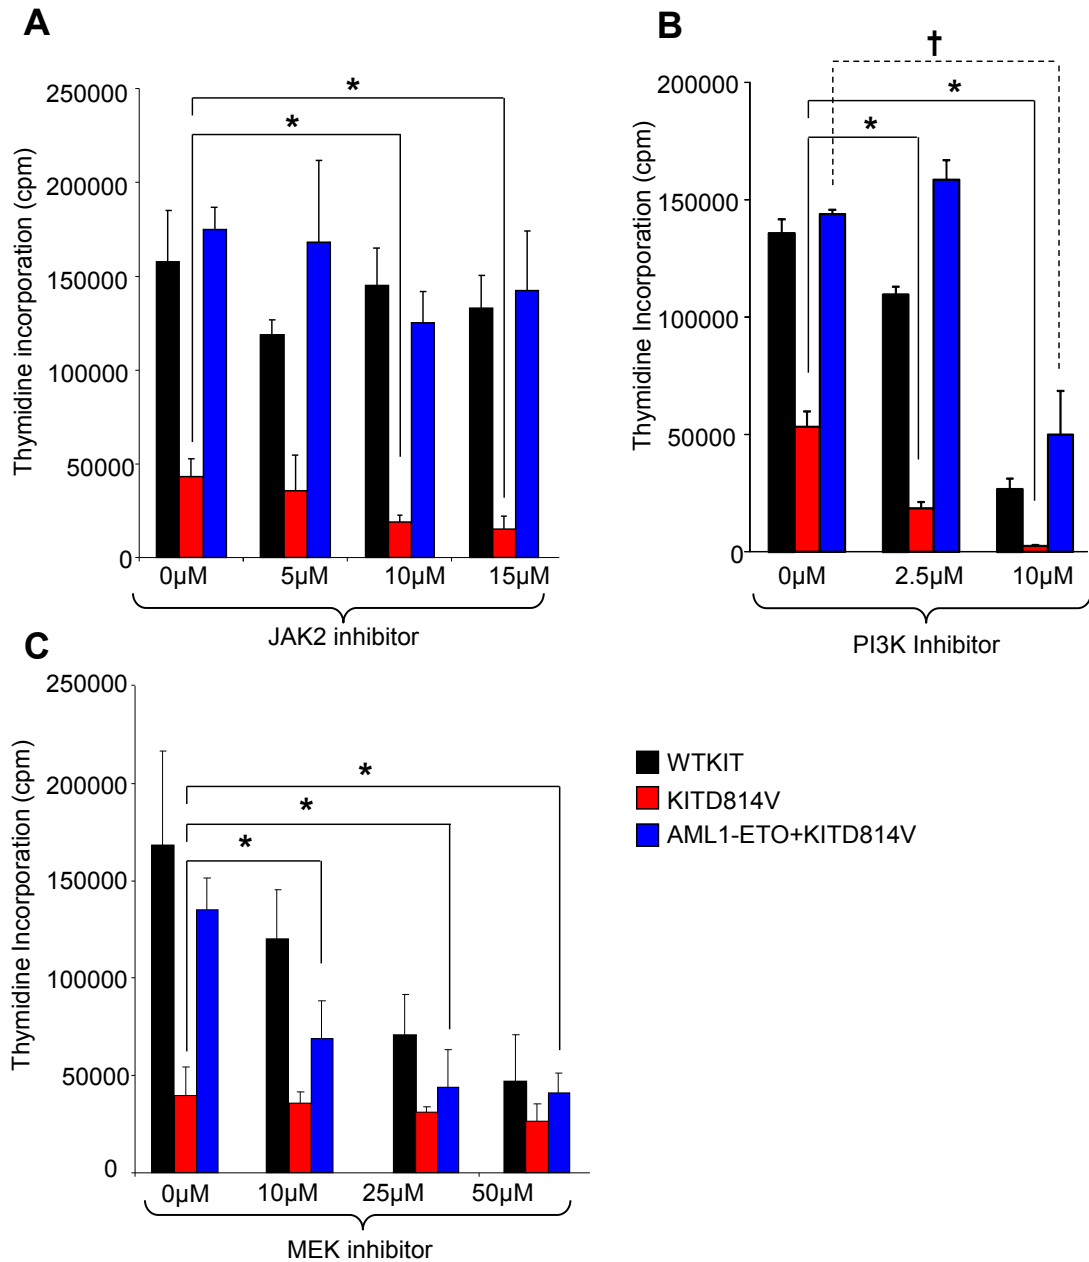 A
Thymidine incorporation (cpm)
250000
200000
150000
100000
50000
0
*
*
0µM 5µM 10µM 15µM
JAK2 inhibitor
B
Thymidine Incorporation (cpm)
200000
150000
100000
50000
0
†
*
*
0µM 2.5µM 10µM
PI3K Inhibitor
C
Thymidine Incorporation (cpm)
250000
200000
150000
100000
50000
0
*
*
*
0µM 10µM 25µM 50µM
MEK inhibitor
WTKIT
KITD814V
AML1-ETO+KITD814V